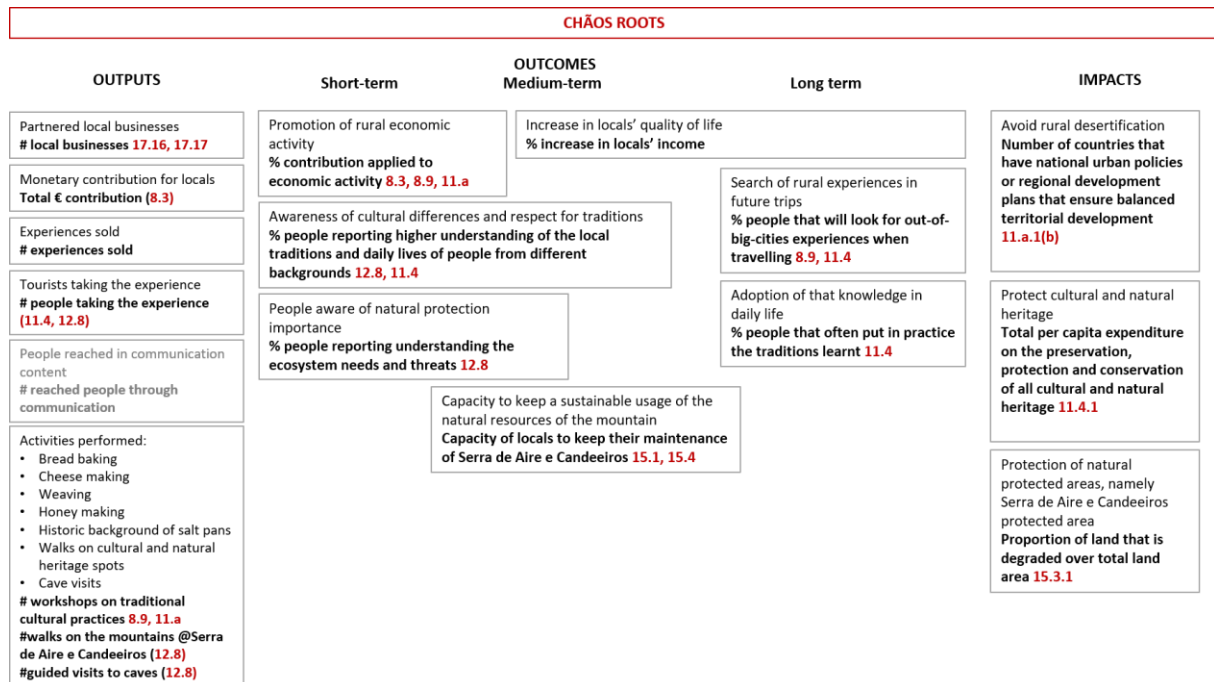 CHÃOS ROOTS
OUTPUTS
OUTCOMES
Short-term
Medium-term
Long term
IMPACTS
Partnered local businesses
# local businesses 17.16, 17.17
Monetary contribution for locals
Total € contribution (8.3)
Experiences sold
# experiences sold
Tourists taking the experience
# people taking the experience
(11.4, 12.8)
People reached in communication
content
# reached people through
communication
Activities performed:
• Bread baking
• Cheese making
• Weaving
• Honey making
• Historic background of salt pans
• Walks on cultural and natural
heritage spots
• Cave visits
# workshops on traditional
cultural practices 8.9, 11.a
#walks on the mountains @Serra
de Aire e Candeeiros (12.8)
#guided visits to caves (12.8)
Promotion of rural economic
activity
% contribution applied to
economic activity 8.3, 8.9, 11.a
Increase in locals' quality of life
% increase in locals' income
Awareness of cultural differences and respect for traditions
% people reporting higher understanding of the local
traditions and daily lives of people from different
backgrounds 12.8, 11.4
People aware of natural protection
importance
% people reporting understanding the
ecosystem needs and threats 12.8
Capacity to keep a sustainable usage of the
natural resources of the mountain
Capacity of locals to keep their maintenance
of Serra de Aire e Candeeiros 15.1, 15.4
Search of rural experiences in
future trips
% people that will look for out-of-
big-cities experiences when
travelling 8.9, 11.4
Adoption of that knowledge in
daily life
% people that often put in practice
the traditions learnt 11.4
Avoid rural desertification
Number of countries that
have national urban policies
or regional development
plans that ensure balanced
territorial development
11.a.1(b)
Protect cultural and natural
heritage
Total per capita expenditure
on the preservation,
protection and conservation
of all cultural and natural
heritage 11.4.1
Protection of natural
protected areas, namely
Serra de Aire e Candeeiros
protected area
Proportion of land that is
degraded over total land
area 15.3.1